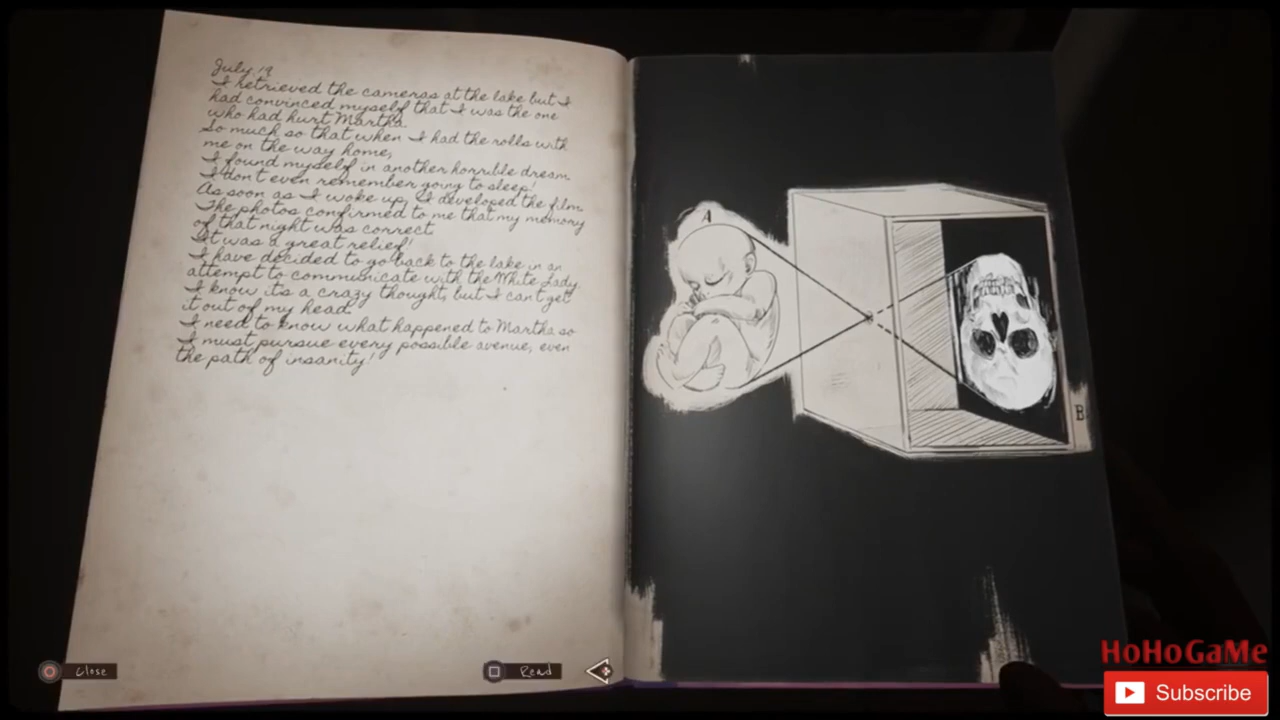 July 19
I retrieved the cameras at the lake but I
had convinced myself that I was the one
who had hurt Martha.
So much so that when I had the rolls with
me on the way home,
I found myself in another horrible dream.
I don't even remember going to sleep!
As soon as I woke up, I developed the film.
The photos confirmed to me that my memory
of that night was correct.
It was a great relief!
I have decided to go back to the lake in an
attempt to communicate with the White Lady.
I know it's a crazy thought, but I can't get
it out of my head!
I need to know what happened to Martha so
I must pursue every possible avenue, even
the path of insanity!
A
B
Close
Read
HoHoGaMe
Subscribe